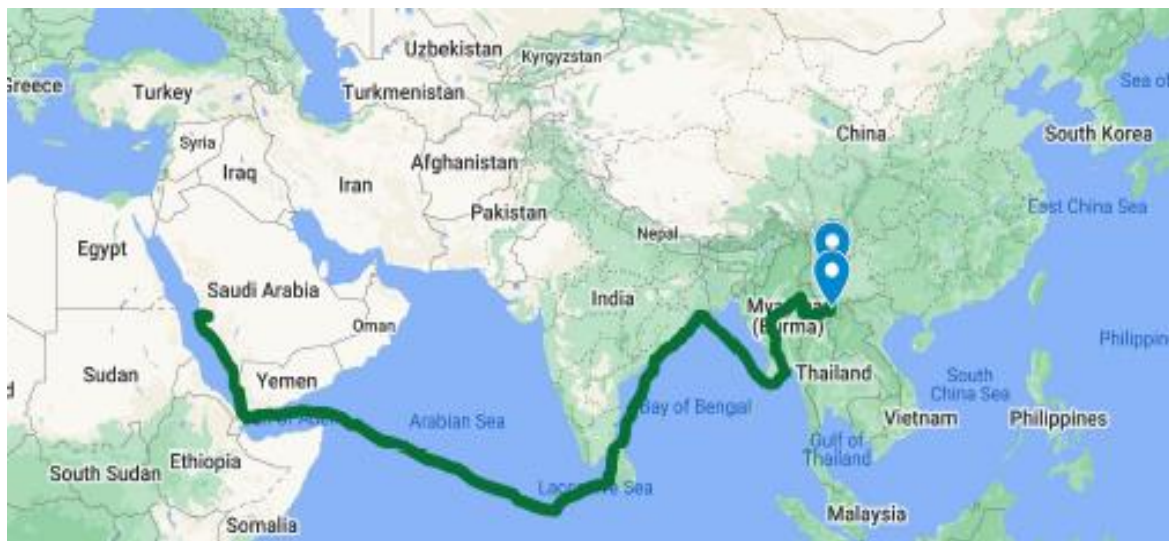 Greece
Turkey
Uzbekistan
Kyrgyzstan
Turkmenistan
Syria
Iraq
Iran
Afghanistan
Pakistan
China
South Korea
Sea of
East China Sea
Egypt
Saudi Arabia
Oman
Nepal
India
(Burma)
Thailand
Sudan
Yemen
Arabian Sea
Bay of Bengal
South
China Sea
Vietnam
Philippines
Philippin
Gulf of
Thailand
South Sudan
Ethiopia
Somalia
Sea
Malaysia